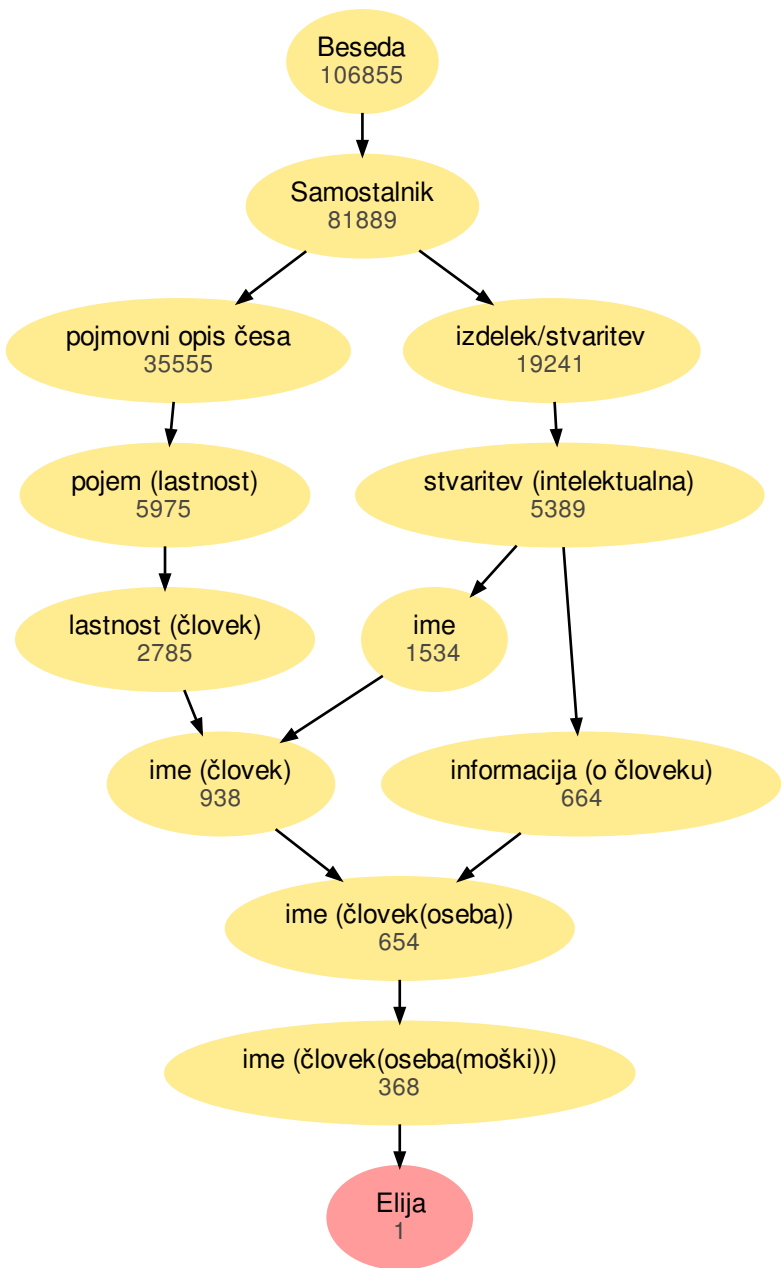 Beseda
106855
Samostalnik
81889
pojmovni opis česa
35555
izdelek/stvaritev
19241
pojem (lastnost)
5975
stvaritev (intelektualna)
5389
lastnost (človek)
2785
ime
1534
ime (človek)
938
informacija (o človeku)
664
ime (človek(oseba))
654
ime (človek(oseba(moški)))
368
Elija
1